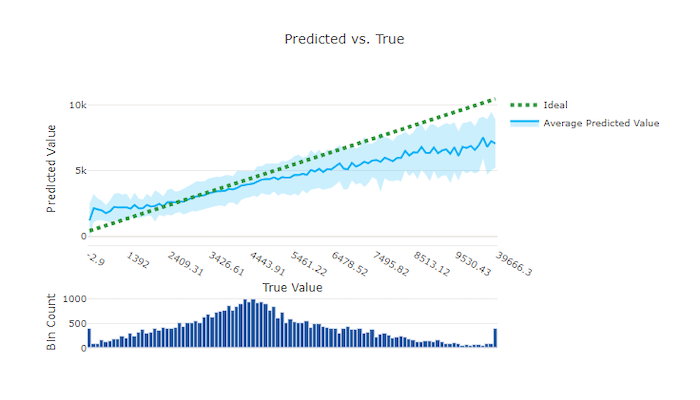 Predicted vs. True
Predicted Value
10k
5k
0
Ideal
Average Predicted Value
-2.9
1392
2409.31
3426.61
4443.91
5461.22
6478.52
7495.82
8513.12
9530.43
39666.3
True Value
Bin Count
1000
500
0